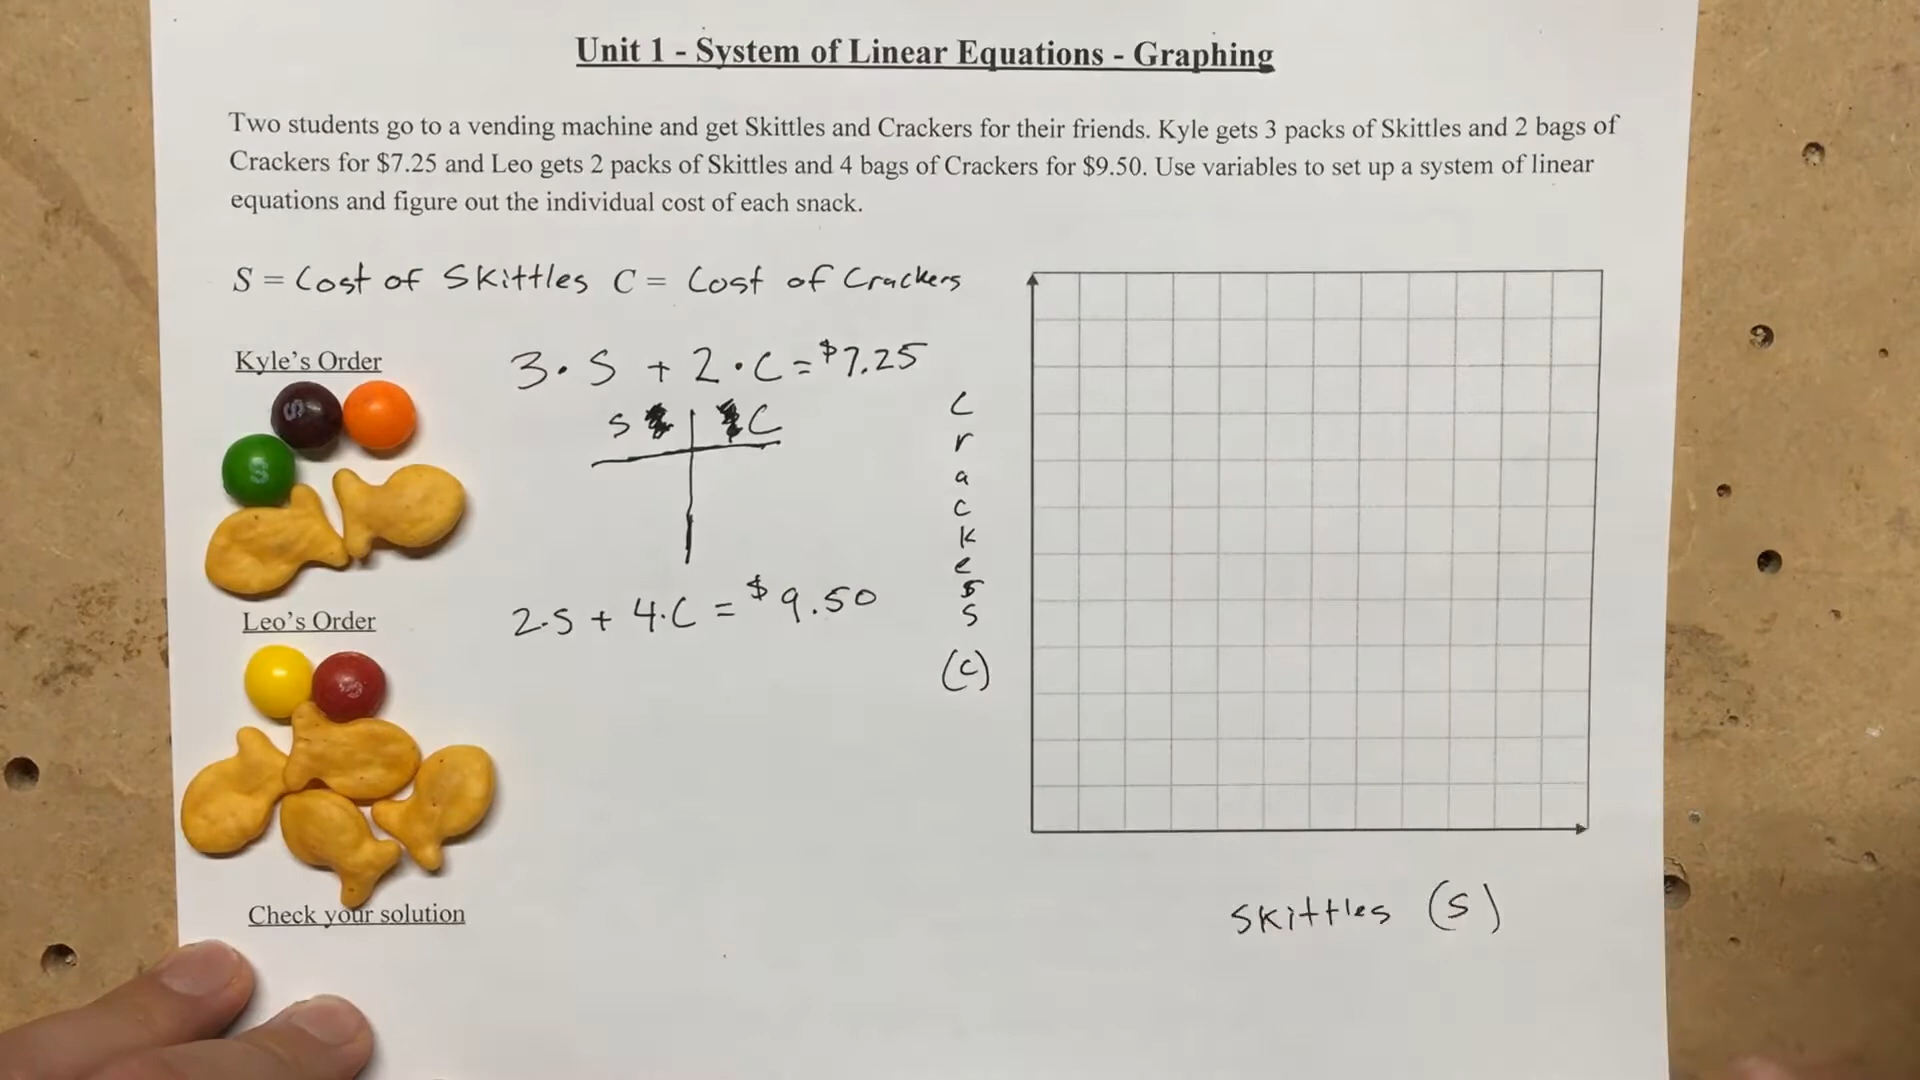 Unit 1 - System of Linear Equations - Graphing
Two students go to a vending machine and get Skittles and Crackers for their friends. Kyle gets 3 packs of Skittles and 2 bags of
Crackers for $7.25 and Leo gets 2 packs of Skittles and 4 bags of Crackers for $9.50. Use variables to set up a system of linear
equations and figure out the individual cost of each snack.
S = Cost of Skittles C = Cost of Crackers
Kyle's Order
3 · S + 2 · C = $7.25
S C
Leo's Order
2·S + 4·C = $9.50
Crackers
(C)
Check your solution
Skittles (S)
S
S
S